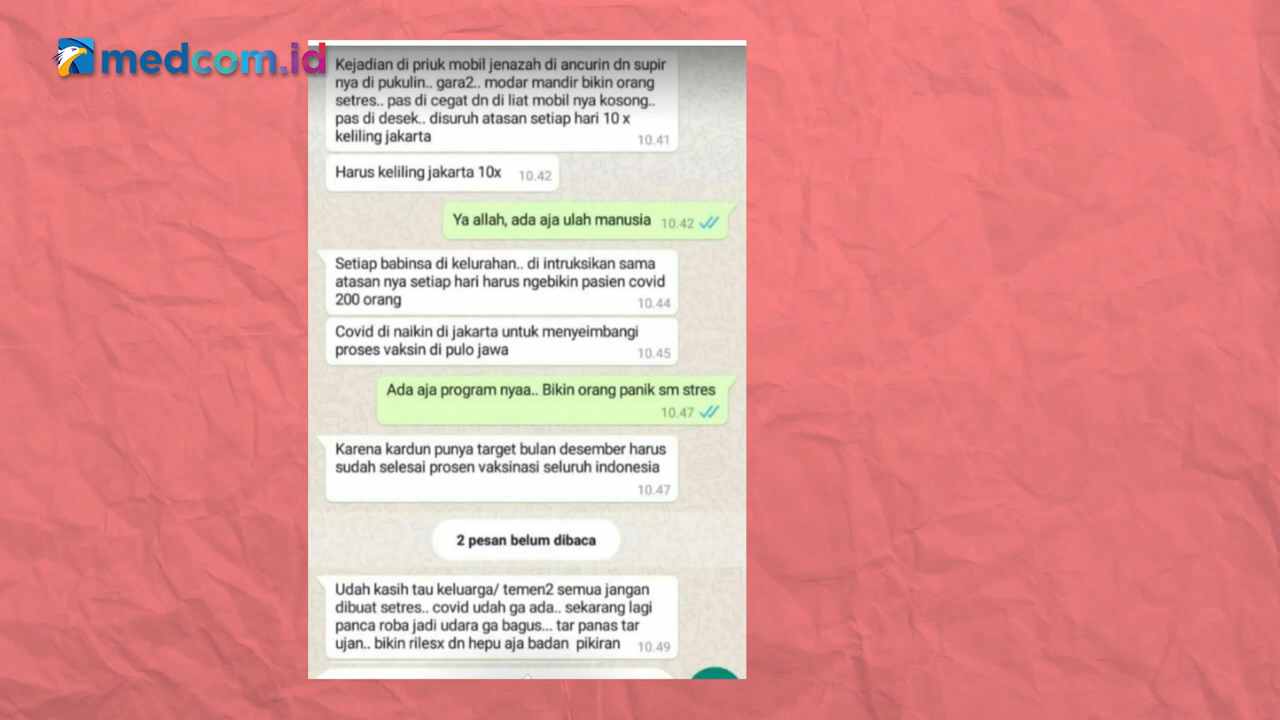 medcom.id
Kejadian di priuk mobil jenazah di ancurin dn supir
nya di pukulin.. gara2.. modar mandir bikin orang
setres.. pas di cegat dn di liat mobil nya kosong..
pas di desek.. disuruh atasan setiap hari 10 x
keliling jakarta
10.41
Harus keliling jakarta 10x 10.42
Ya allah, ada aja ulah manusia 10.42
Setiap babinsa di kelurahan.. di intruksikan sama
atasan nya setiap hari harus ngebikin pasien covid
200 orang
10.44
Covid di naikin di jakarta untuk menyeimbangi
proses vaksin di pulo jawa
10.45
Ada aja program nyaa.. Bikin orang panik sm stres
10.47
Karena kardun punya target bulan desember harus
sudah selesai prosen vaksinasi seluruh indonesia
10.47
2 pesan belum dibaca
Udah kasih tau keluarga/ temen2 semua jangan
dibuat setres.. covid udah ga ada.. sekarang lagi
panca roba jadi udara ga bagus... tar panas tar
ujan.. bikin rilesx dn hepu aja badan pikiran 10.49